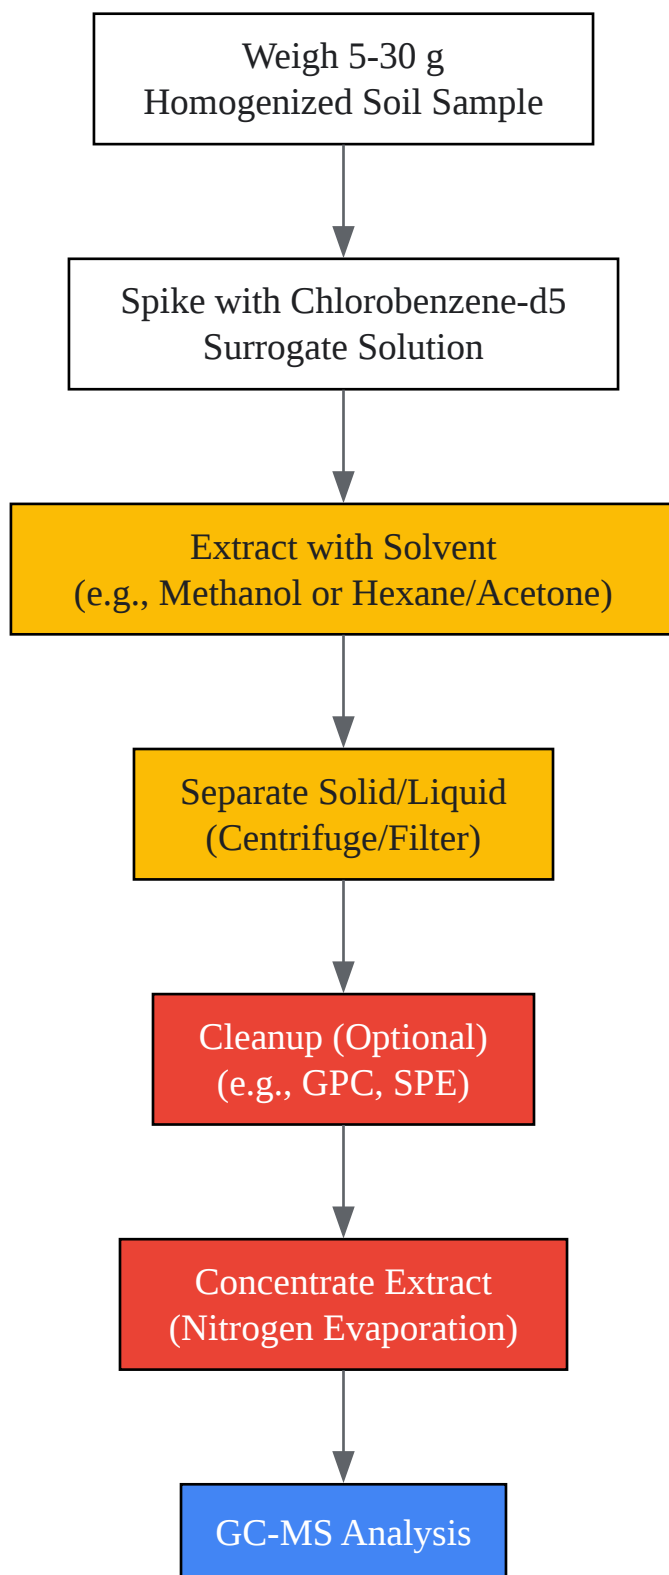 Weigh 5-30 g
Homogenized Soil Sample
Spike with Chlorobenzene-d5
Surrogate Solution
Extract with Solvent
(e.g., Methanol or Hexane/Acetone)
Separate Solid/Liquid
(Centrifuge/Filter)
Cleanup (Optional)
(e.g., GPC, SPE)
Concentrate Extract
(Nitrogen Evaporation)
GC-MS Analysis